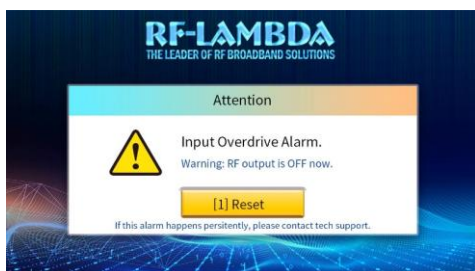 RF-LAMBDA
THE LEADER OF RF BROADBAND SOLUTIONS
Attention
Input Overdrive Alarm.
Warning: RF output is OFF now.
[1] Reset
If this alarm happens persitently, please contact tech support.